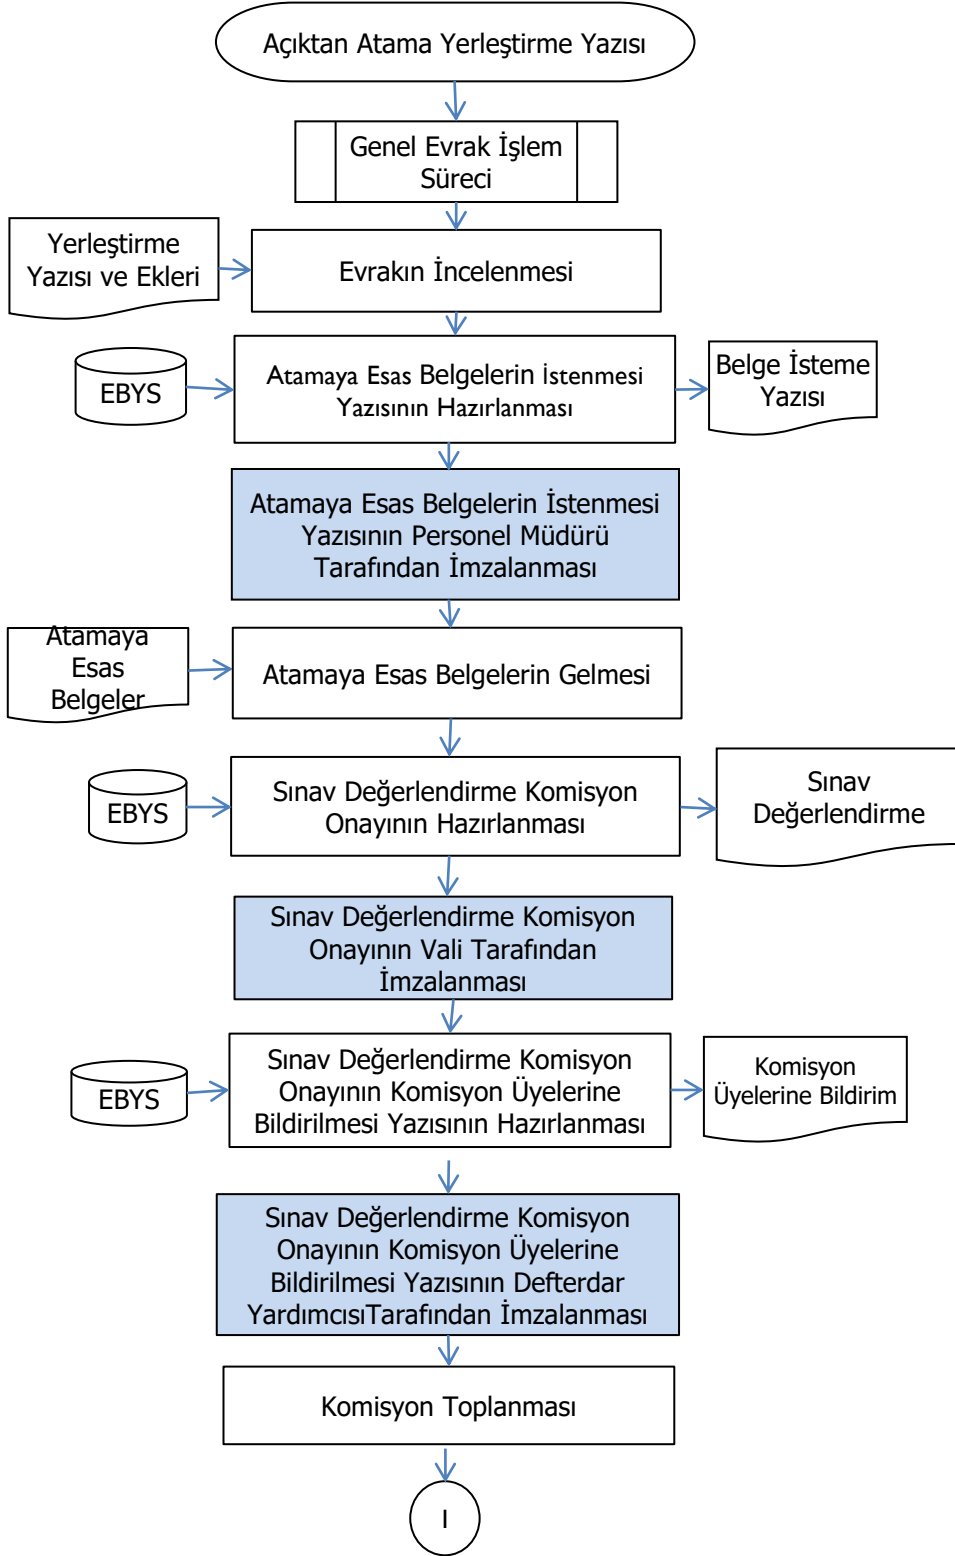 Açıktan Atama Yerleştirme Yazısı
Genel Evrak İşlem
Süreci
Yerleştirme
Yazısı ve Ekleri
Evrakın İncelenmesi
EBYS
Atamaya Esas Belgelerin İstenmesi
Yazısının Hazırlanması
Belge İsteme
Yazısı
Atamaya Esas Belgelerin İstenmesi
Yazısının Personel Müdürü
Tarafından İmzalanması
Atamaya
Esas
Belgeler
Atamaya Esas Belgelerin Gelmesi
EBYS
Sınav Değerlendirme Komisyon
Onayının Hazırlanması
Sınav
Değerlendirme
Sınav Değerlendirme Komisyon
Onayının Vali Tarafından
İmzalanması
EBYS
Sınav Değerlendirme Komisyon
Onayının Komisyon Üyelerine
Bildirilmesi Yazısının Hazırlanması
Komisyon
Üyelerine Bildirim
Sınav Değerlendirme Komisyon
Onayının Komisyon Üyelerine
Bildirilmesi Yazısının Defterdar
YardımcısıTarafından İmzalanması
Komisyon Toplanması
I